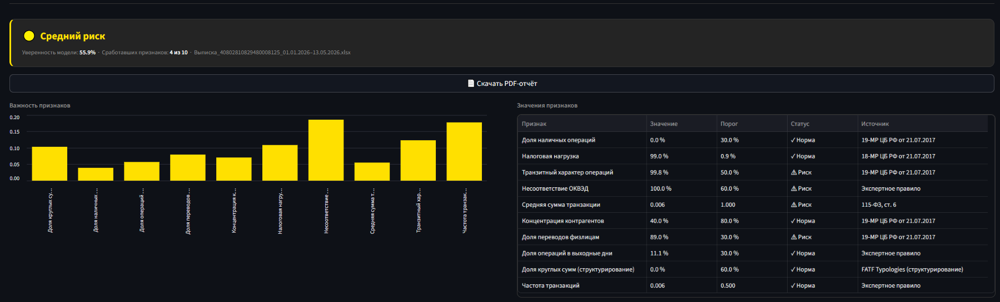 Средний риск
Уверенность модели: 55.9% · Сработавших признаков: 4 из 10 · Выписка_40802810829480008125_01.01.2026–13.05.2026.xlsx
Скачать PDF-отчёт
Важность признаков
0.20
0.15
0.10
0.05
0.00
Доля круглых су...
Доля наличных ...
Доля операций ...
Доля переводов ...
Концентрация к...
Налоговая нагру...
Несоответствие ...
Средняя сумма т...
Транзитный хар...
Частота транзак...
Значения признаков
Признак Значение Порог Статус Источник
Доля наличных операций 0.0 % 30.0 % ✓ Норма 19-МР ЦБ РФ от 21.07.2017
Налоговая нагрузка 99.0 % 0.9 % ✓ Норма 18-МР ЦБ РФ от 21.07.2017
Транзитный характер операций 99.8 % 50.0 % ⚠ Риск 19-МР ЦБ РФ от 21.07.2017
Несоответствие ОКВЭД 100.0 % 60.0 % ⚠ Риск Экспертное правило
Средняя сумма транзакции 0.006 1.000 ⚠ Риск 115-ФЗ, ст. 6
Концентрация контрагентов 40.0 % 80.0 % ✓ Норма 19-МР ЦБ РФ от 21.07.2017
Доля переводов физлицам 89.0 % 30.0 % ⚠ Риск 19-МР ЦБ РФ от 21.07.2017
Доля операций в выходные дни 11.1 % 30.0 % ✓ Норма Экспертное правило
Доля круглых сумм (структурирование) 0.0 % 60.0 % ✓ Норма FATF Typologies (структурирование)
Частота транзакций 0.006 0.500 ✓ Норма Экспертное правило